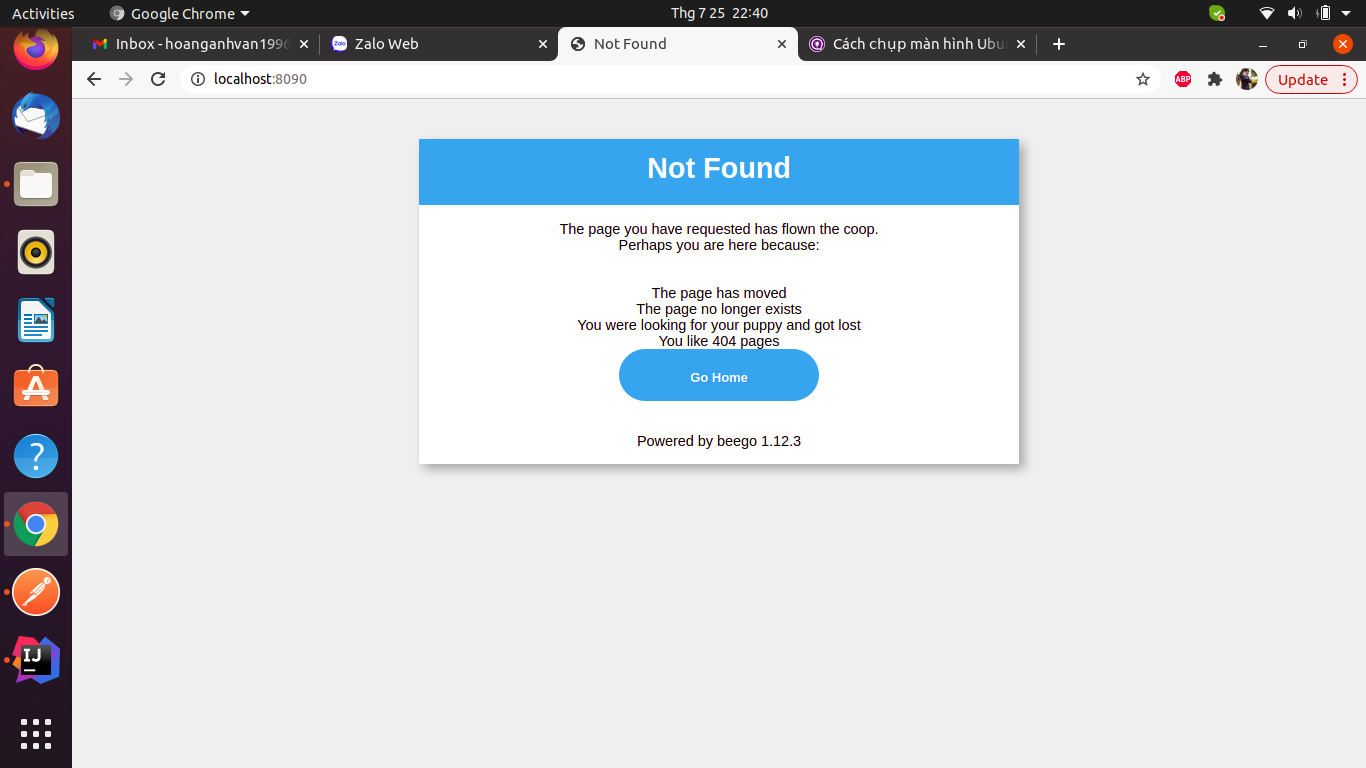 Activities
Google Chrome
Thg 7 25 22:40
Inbox - hoanganhvan1996
Zalo Web
Not Found
Cách chụp màn hình Ubu
localhost:8090
ABP
Update
Not Found
The page you have requested has flown the coop.
Perhaps you are here because:
The page has moved
The page no longer exists
You were looking for your puppy and got lost
You like 404 pages
Go Home
Powered by beego 1.12.3
Zalo
A
?
IJ